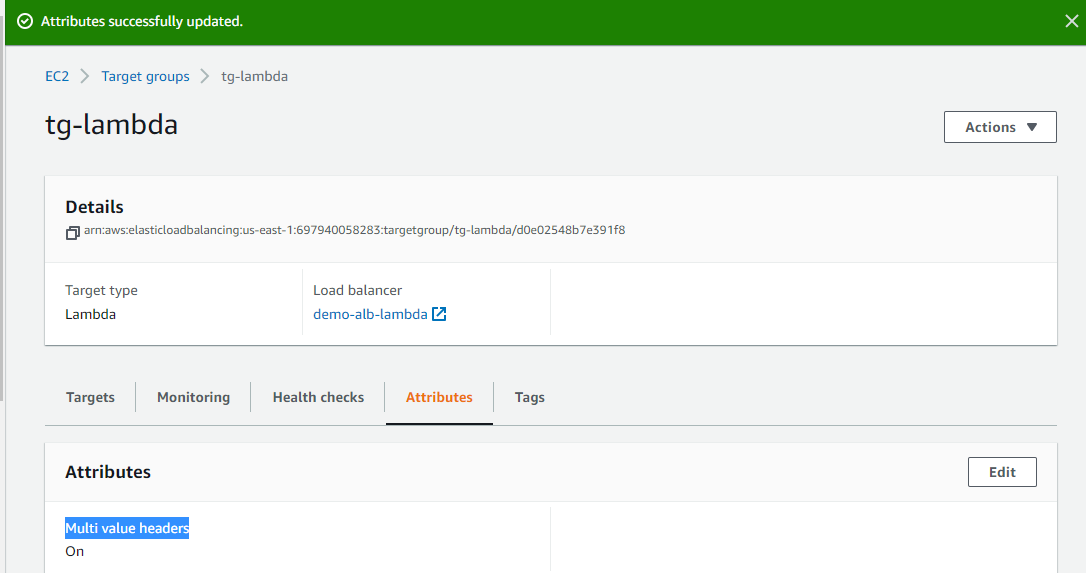 Attributes successfully updated.
EC2 Target groups tg-lambda
tg-lambda
Actions
Details
arn:aws:elasticloadbalancing:us-east-1:697940058283:targetgroup/tg-lambda/d0e02548b7e391f8
Target type
Lambda
Load balancer
demo-alb-lambda
Targets Monitoring Health checks Attributes Tags
Attributes
Edit
Multi value headers
On